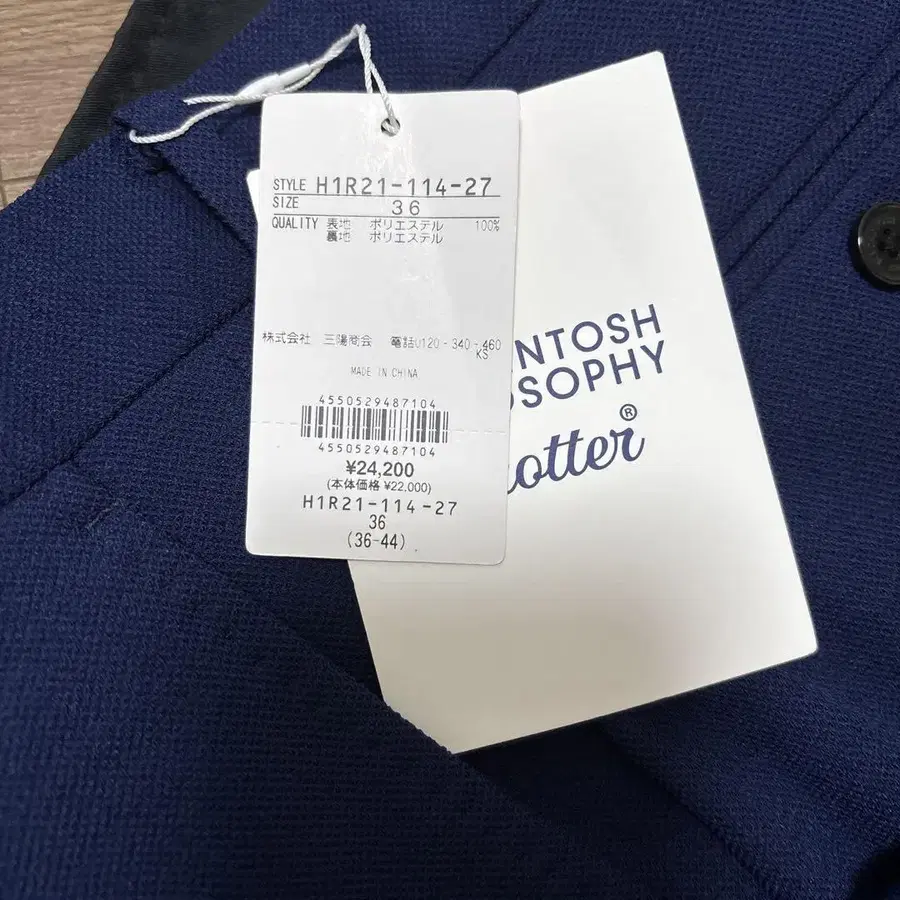 STYLE H1R21-114-27
SIZE 36
QUALITY 表地 ポリエステル 100%
裏地 ポリエステル
株式会社 三陽商会 電話0120-340-460
KS
MADE IN CHINA
4550529487104
4550529487104
¥24,200
(本体価格 ¥22,000)
H1R21-114-27
36
(36-44)
NTOSH
SOPHY
otter®